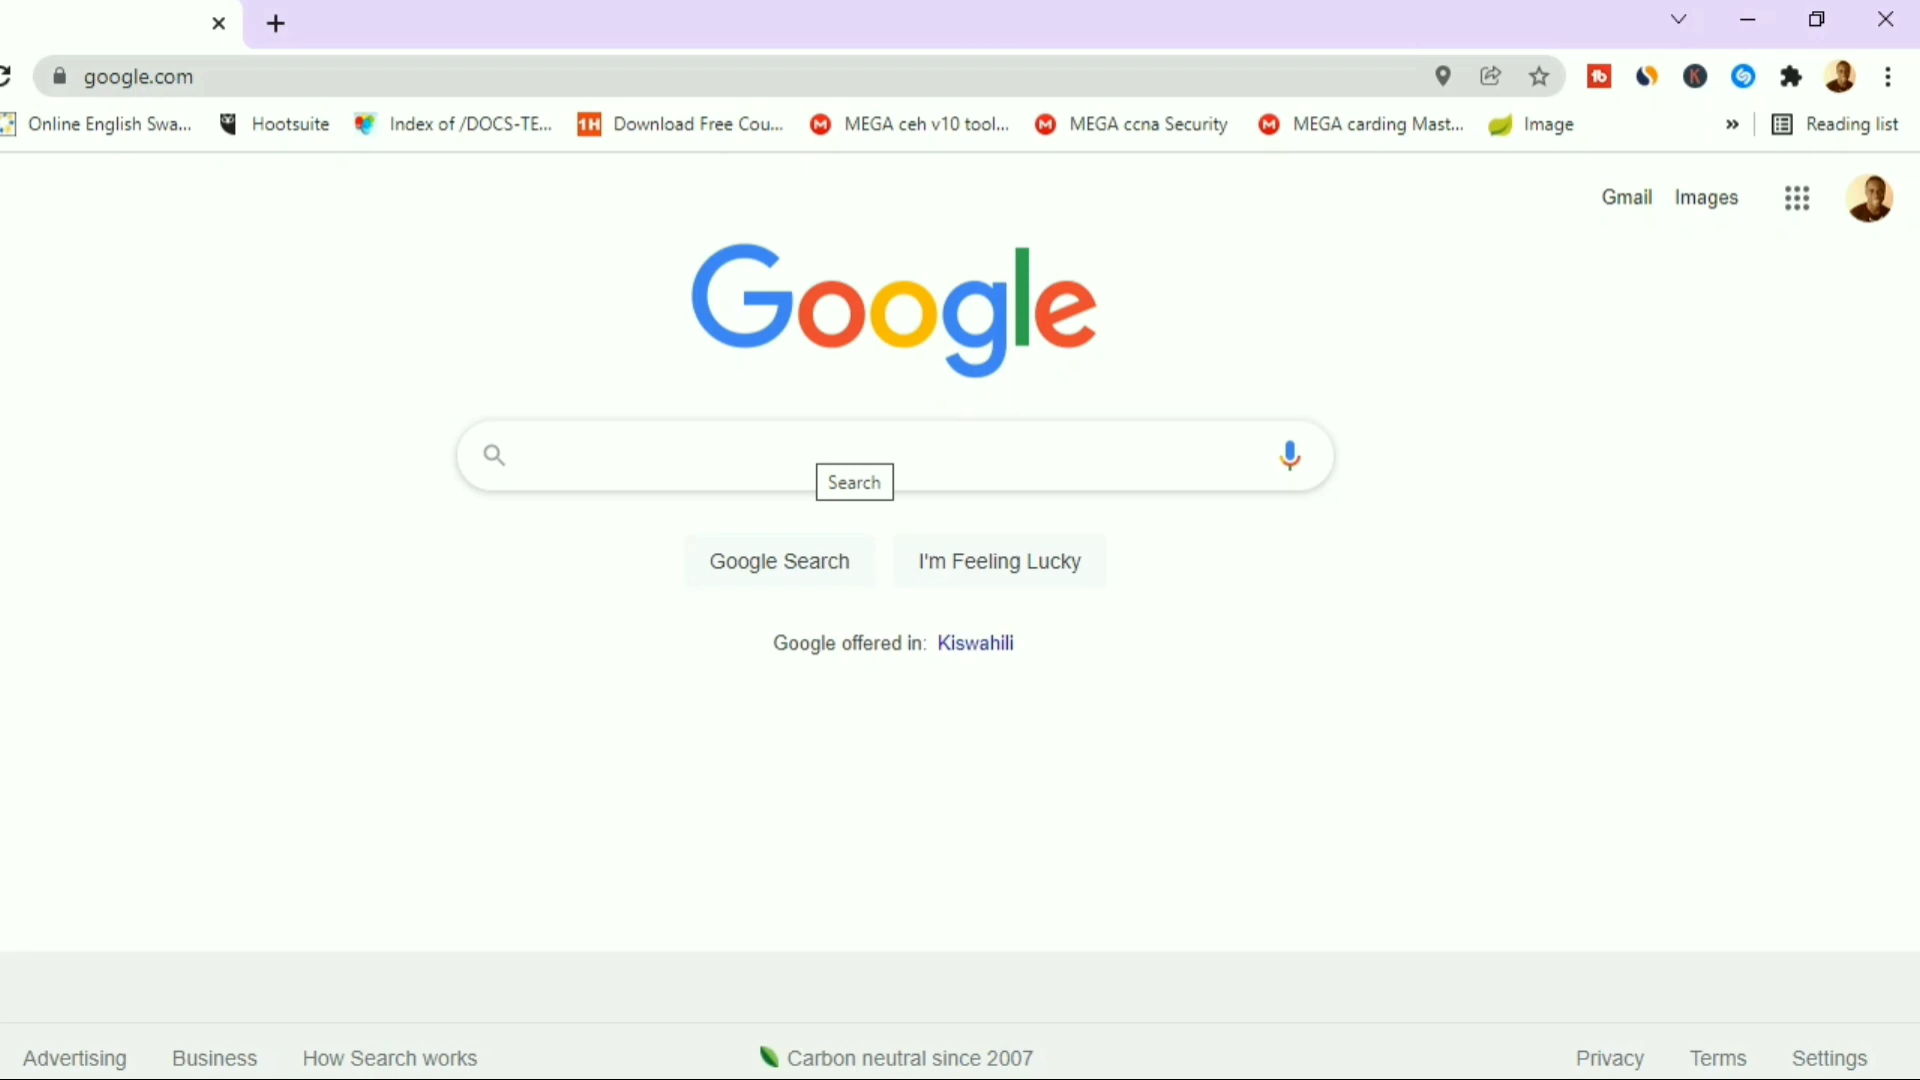 google.com
Online English Swa...
Hootsuite
Index of /DOCS-TE...
1H
Download Free Cou...
MEGA ceh v10 tool...
MEGA ccna Security
MEGA carding Mast...
Image
»
Reading list
Gmail
Images
Google
Search
Google Search
I'm Feeling Lucky
Google offered in: Kiswahili
Advertising
Business
How Search works
Carbon neutral since 2007
Privacy
Terms
Settings